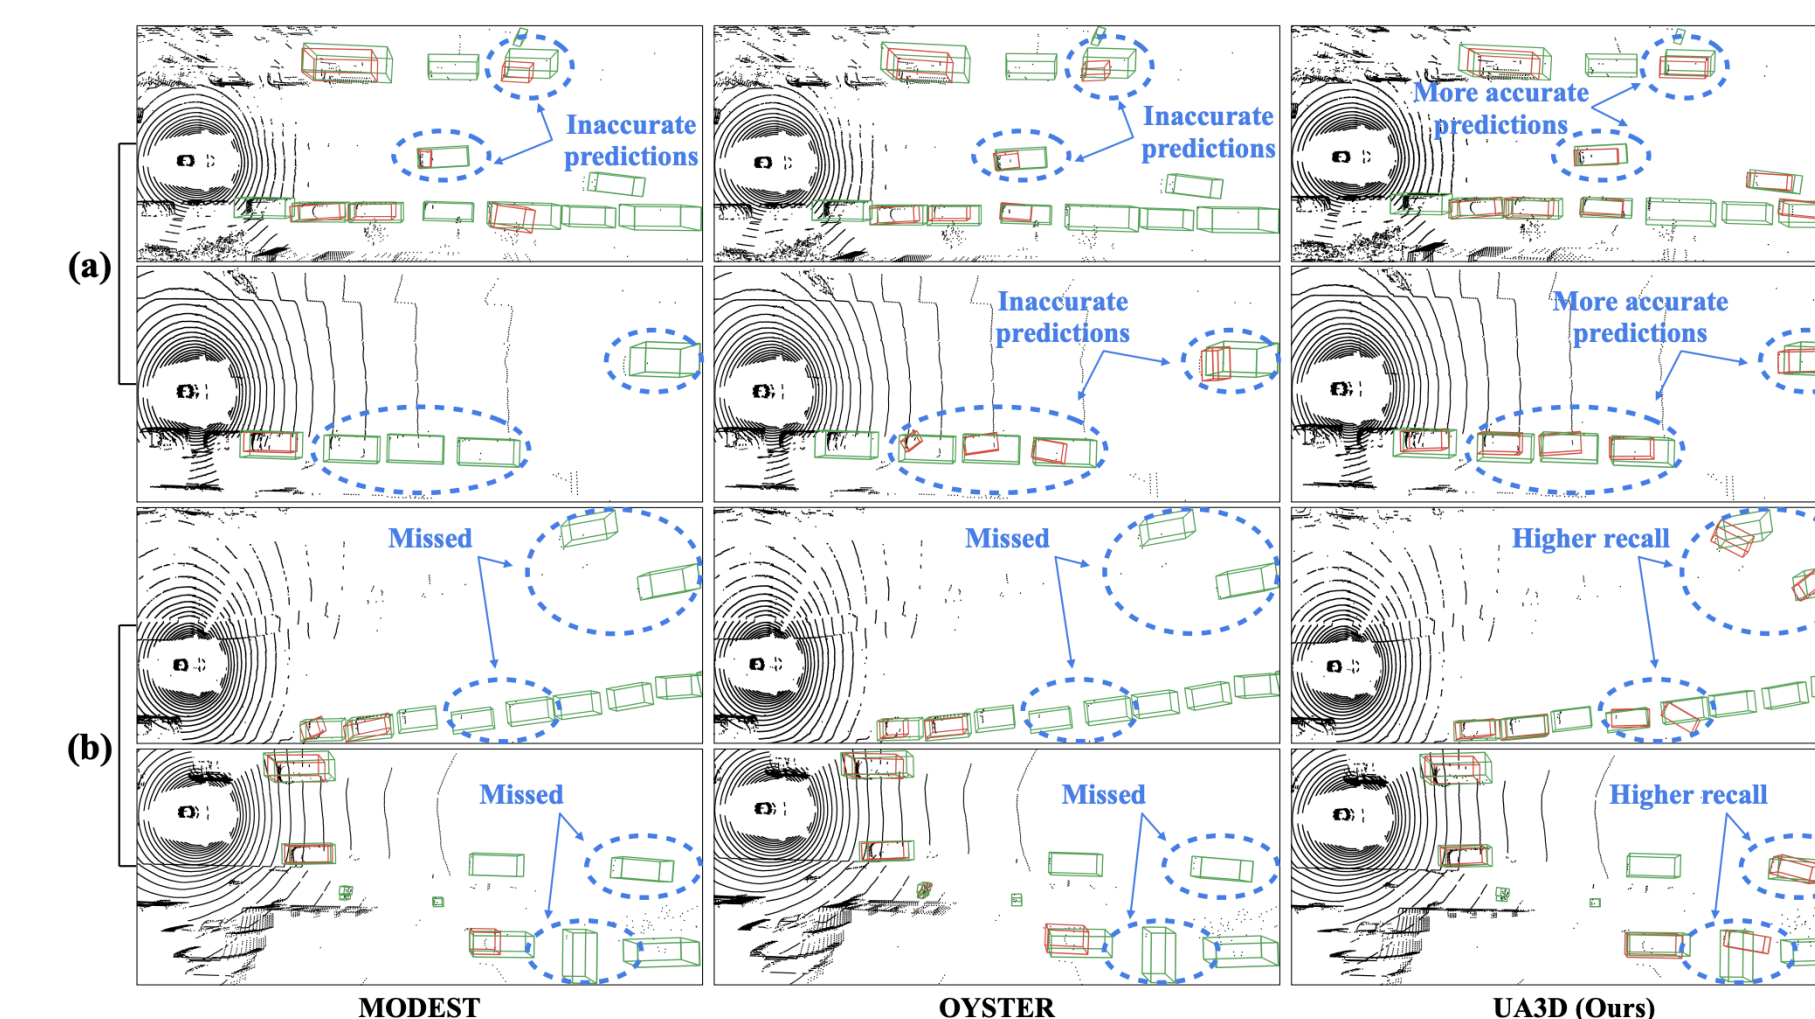 Inaccurate
predictions
Inaccurate
predictions
More accurate
predictions
(a)
Inaccurate
predictions
More accurate
predictions
Missed
Missed
Higher recall
(b)
Missed
Missed
Higher recall
MODEST
OYSTER
UA3D (Ours)